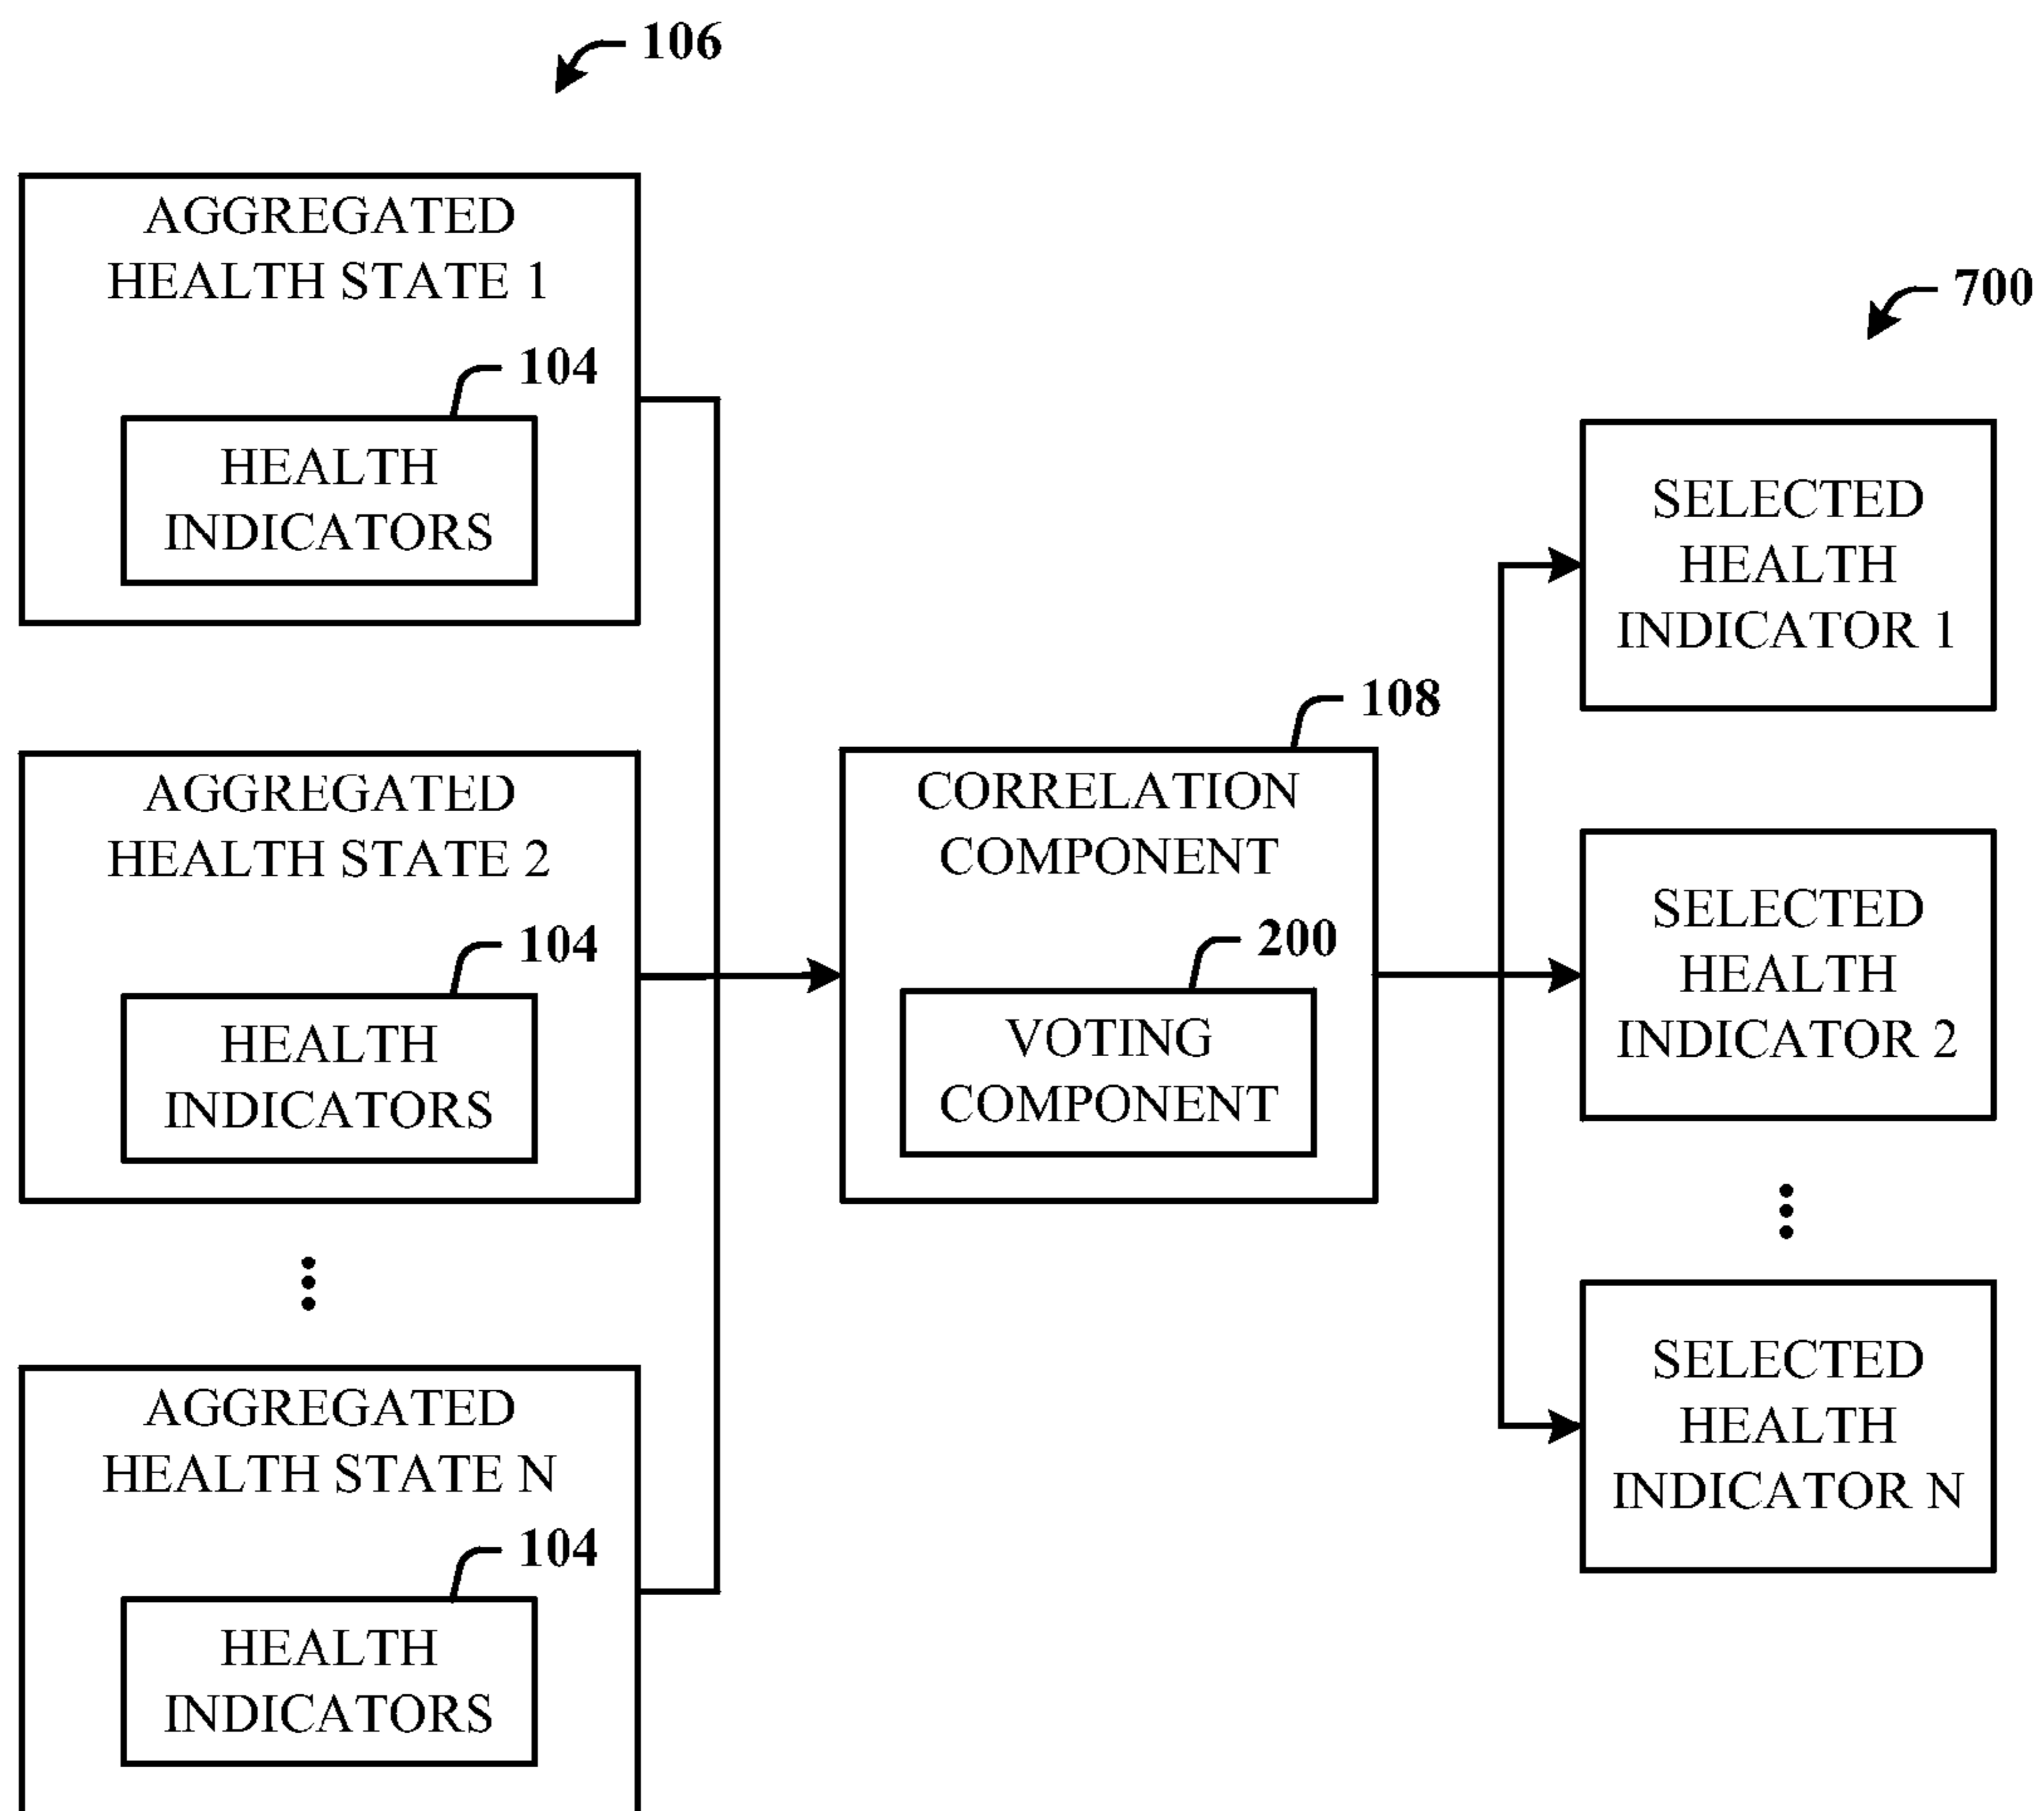 106
AGGREGATED
HEALTH STATE 1
104
HEALTH
INDICATORS
AGGREGATED
HEALTH STATE 2
104
HEALTH
INDICATORS
AGGREGATED
HEALTH STATE N
104
HEALTH
INDICATORS
108
CORRELATION
COMPONENT
200
VOTING
COMPONENT
700
SELECTED
HEALTH
INDICATOR 1
SELECTED
HEALTH
INDICATOR 2
SELECTED
HEALTH
INDICATOR N